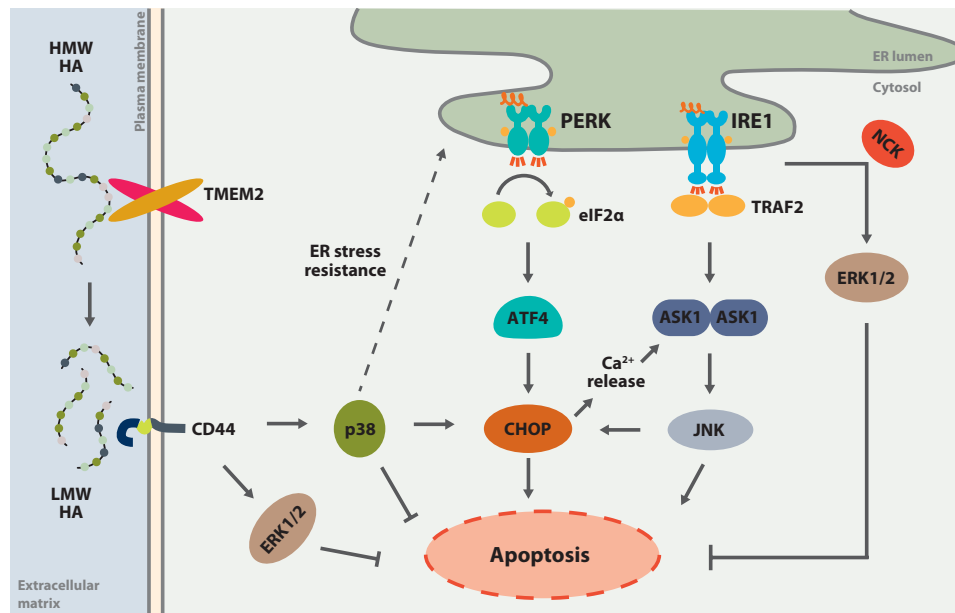 HMW
HA
Plasma membrane
TMEM2
ER lumen
Cytosol
PERK
IRE1
NCK
eIF2α
TRAF2
ER stress
resistance
ERK1/2
ATF4
ASK1
ASK1
Ca²⁺
release
CD44
p38
CHOP
JNK
LMW
HA
ERK1/2
Apoptosis
Extracellular
matrix